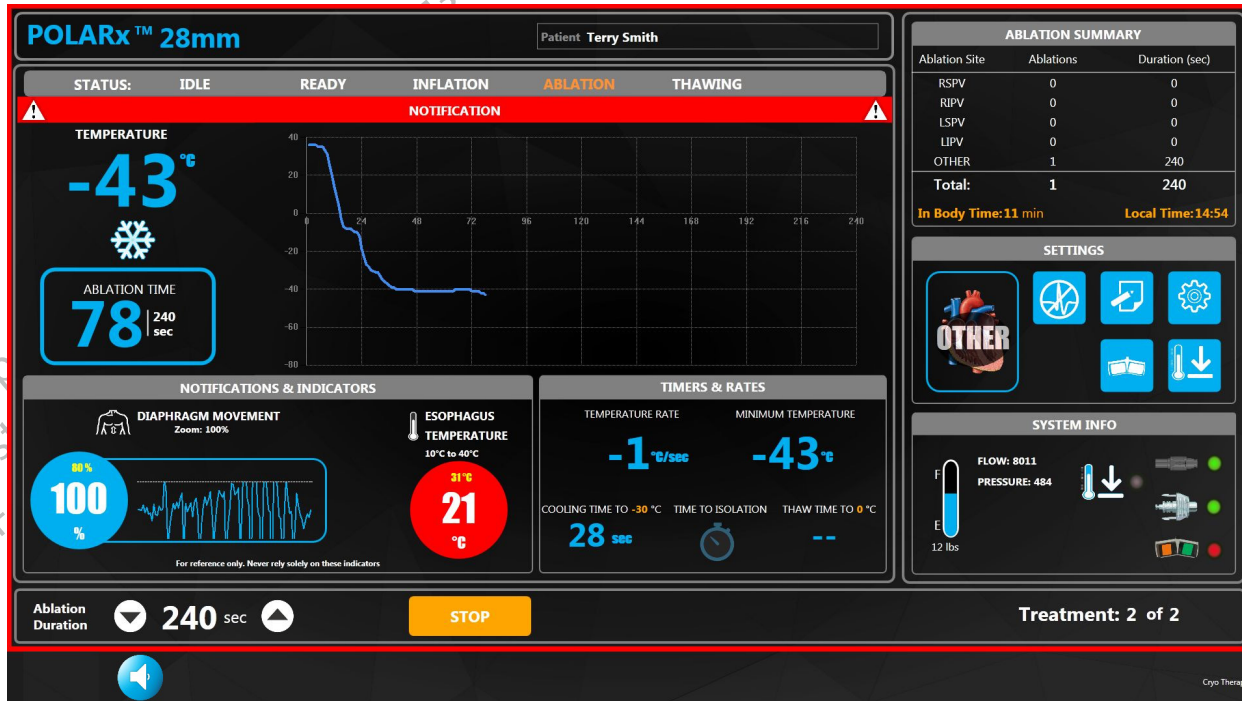 POLARx™ 28mm
Patient Terry Smith
STATUS: IDLE READY INFLATION ABLATION THAWING
NOTIFICATION
TEMPERATURE
-43°C
ABLATION TIME
78 240 sec
40
20
0
-20
-40
-60
-80
0 24 48 72 96 120 144 168 192 216 240
NOTIFICATIONS & INDICATORS
DIAPHRAGM MOVEMENT
Zoom: 100%
80 %
100
%
ESOPHAGUS
TEMPERATURE
10°C to 40°C
31°C
21
°C
For reference only. Never rely solely on these indicators
TIMERS & RATES
TEMPERATURE RATE MINIMUM TEMPERATURE
-1°C/sec -43°C
COOLING TIME TO -30 °C TIME TO ISOLATION THAW TIME TO 0 °C
28 sec --
ABLATION SUMMARY
Ablation Site Ablations Duration (sec)
RSPV 0 0
RIPV 0 0
LSPV 0 0
LIPV 0 0
OTHER 1 240
Total: 1 240
In Body Time:11 min Local Time:14:54
SETTINGS
OTHER
SYSTEM INFO
F
E
12 lbs
FLOW: 8011
PRESSURE: 484
Ablation
Duration
240 sec
STOP
Treatment: 2 of 2
Cryo